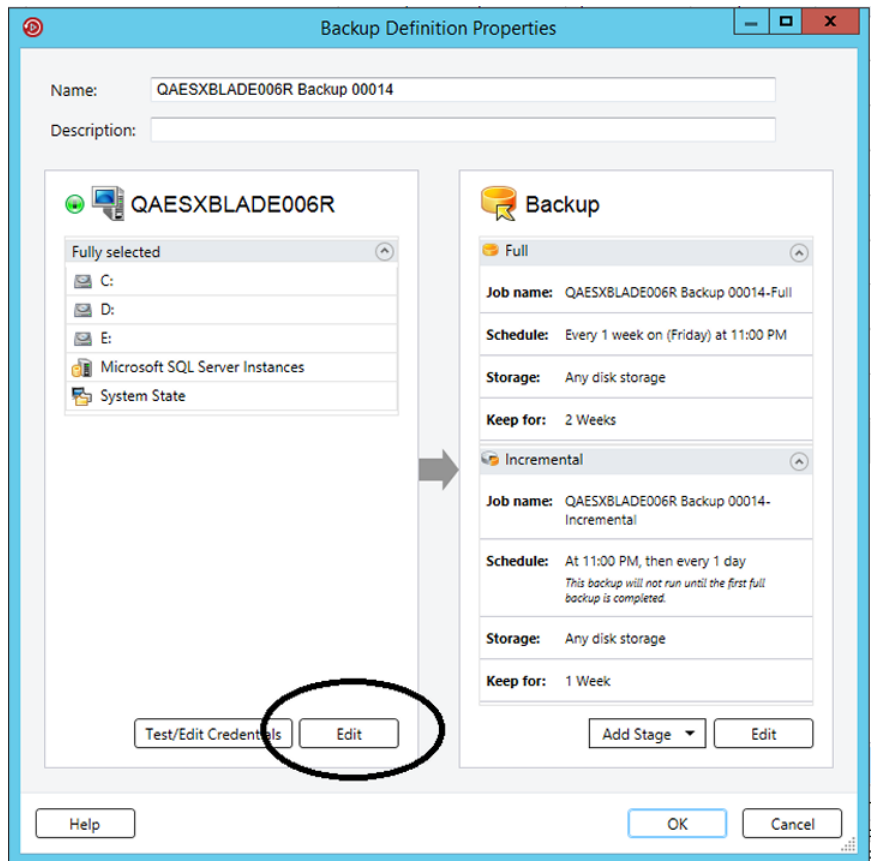 Backup Definition Properties
Name: QAESXBLADE006R Backup 00014
Description:
QAESXBLADE006R
Fully selected
C:
D:
E:
Microsoft SQL Server Instances
System State
Test/Edit Credentials
Edit
Backup
Full
Job name: QAESXBLADE006R Backup 00014-Full
Schedule: Every 1 week on (Friday) at 11:00 PM
Storage: Any disk storage
Keep for: 2 Weeks
Incremental
Job name: QAESXBLADE006R Backup 00014-
Incremental
Schedule: At 11:00 PM, then every 1 day
This backup will not run until the first full
backup is completed.
Storage: Any disk storage
Keep for: 1 Week
Add Stage
Edit
Help
OK
Cancel